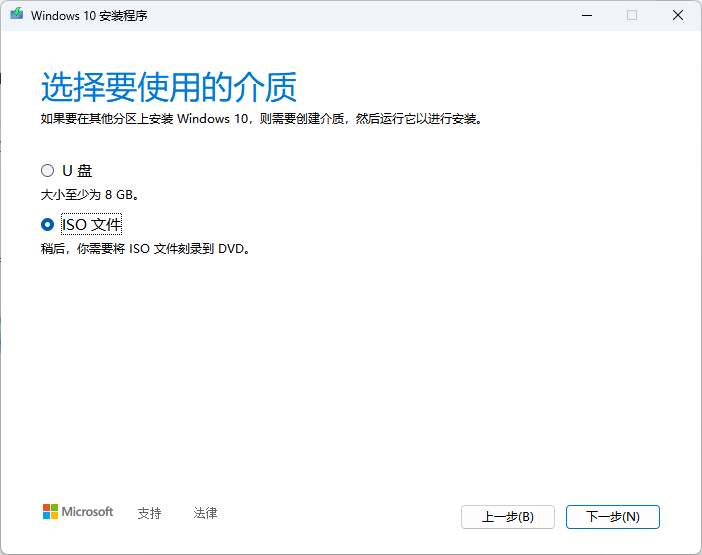 Windows 10 安装程序
选择要使用的介质
如果要在其他分区上安装 Windows 10，则需要创建介质，然后运行它以进行安装。
U 盘
大小至少为 8 GB。
ISO 文件
稍后，你需要将 ISO 文件刻录到 DVD。
Microsoft 支持 法律 上一步(B) 下一步(N)